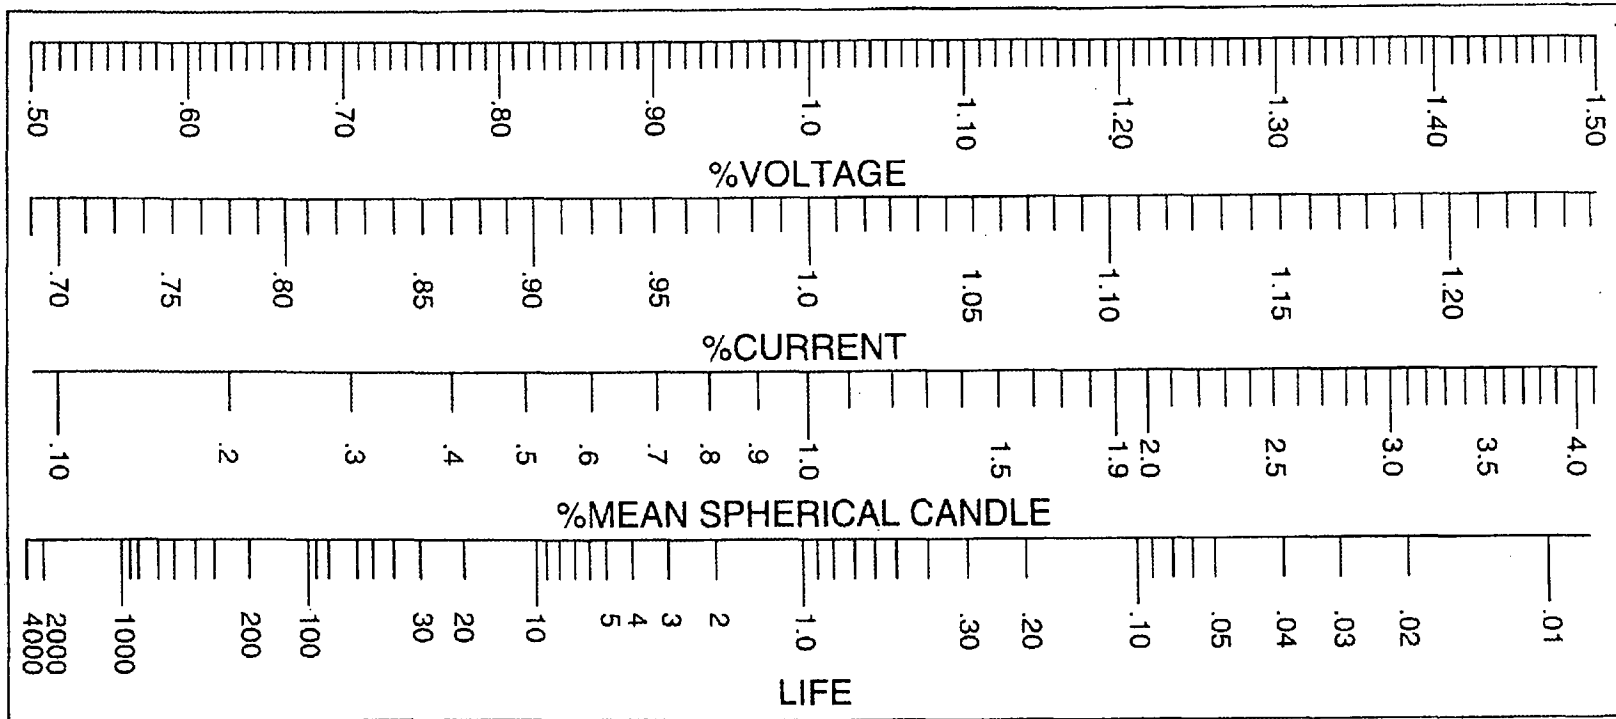 .50 .60 .70 .80 .90 1.0 1.10 1.20 1.30 1.40 1.50
%VOLTAGE
.70 .75 .80 .85 .90 .95 1.0 1.05 1.10 1.15 1.20
%CURRENT
.10 .2 .3 .4 .5 .6 .7 .8 .9 1.0 1.5 1.9 2.0 2.5 3.0 3.5 4.0
%MEAN SPHERICAL CANDLE
4000 2000 1000 200 100 30 20 10 5 4 3 2 1.0 .30 .20 .10 .05 .04 .03 .02 .01
LIFE